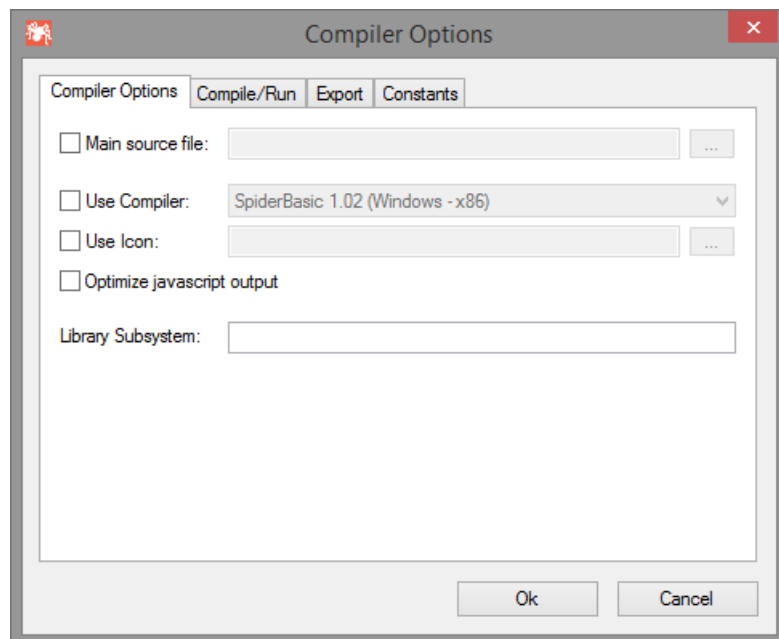 Compiler Options
Compiler Options Compile/Run Export Constants
Main source file: ...
Use Compiler: SpiderBasic 1.02 (Windows - x86)
Use Icon: ...
Optimize javascript output
Library Subsystem:
Ok Cancel